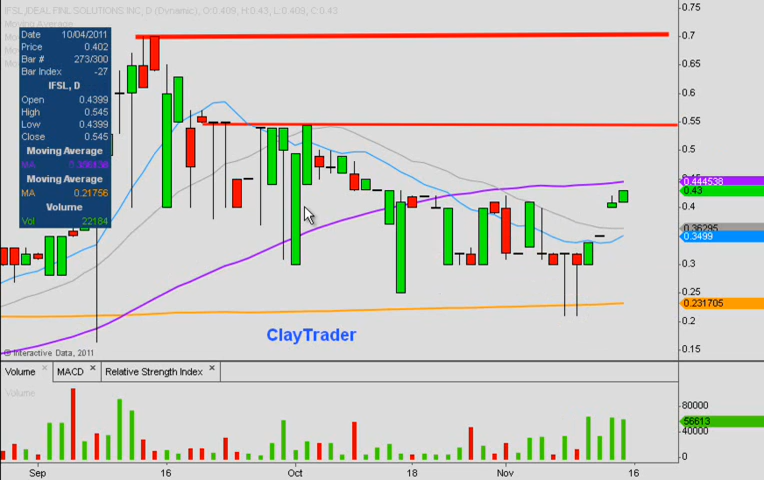 IFSL,IDEAL FINL SOLUTIONS INC, D (Dynamic), O:0.409, H:0.43, L:0.409, C:0.43
Moving Average
Date 10/04/2011
Price 0.402
Bar # 273/300
Bar Index -27
IFSL, D
Open 0.4399
High 0.545
Low 0.4399
Close 0.545
Moving Average
MA
Moving Average
MA 0.21756
Volume
Vol 22184
0.75
0.7
0.65
0.6
0.55
0.5
0.45
0.444538
0.43
0.4
0.36295
0.3499
0.3
0.25
0.231705
0.2
0.15
ClayTrader
© Interactive Data, 2011
Volume × MACD × Relative Strength Index ×
Volume
80000
56613
40000
0
Sep 16 Oct 18 Nov 16